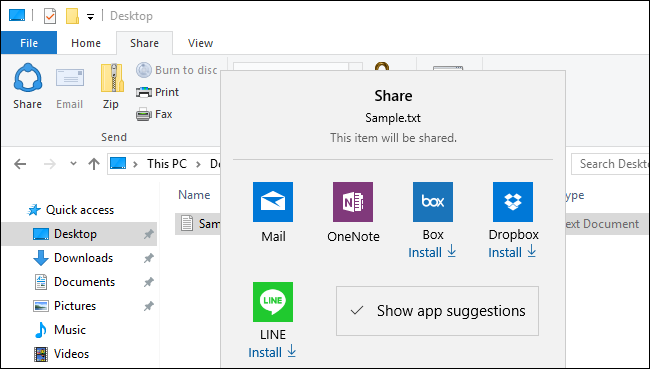 Desktop
File Home Share View
Share Email Zip Burn to disc
Print
Fax
Send
This PC
Search Deskto
Name
Quick access
Desktop
Downloads
Documents
Pictures
Music
Videos
Sam
ype
ext Document
Share
Sample.txt
This item will be shared.
Mail OneNote Box Dropbox
Install Install
LINE
Install
Show app suggestions
box
N
LINE